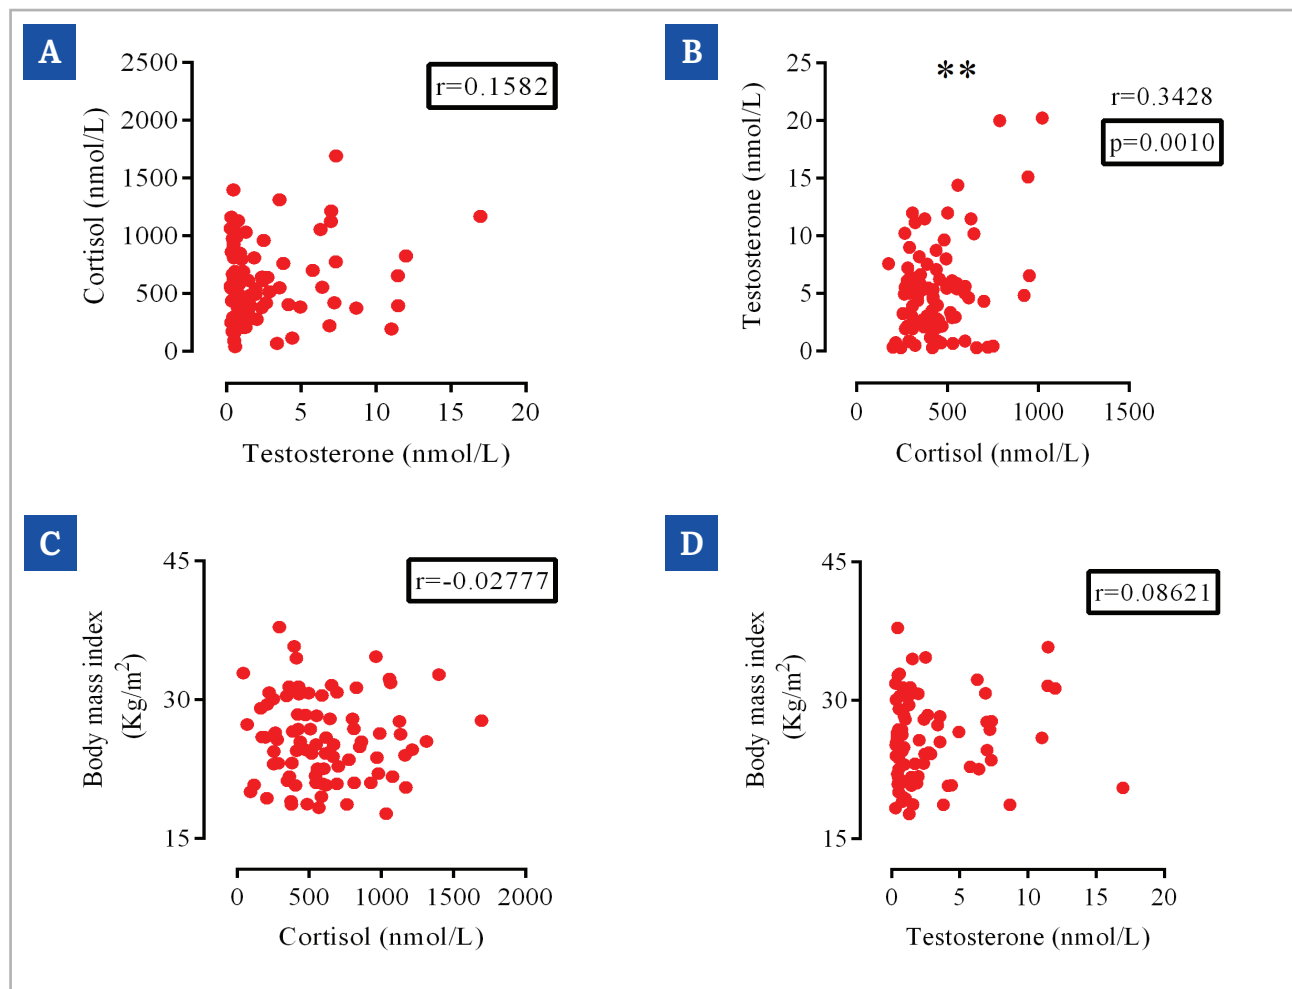 A
2500
2000
1500
1000
500
0
Cortisol (nmol/L)
r=0.1582
0 5 10 15 20
Testosterone (nmol/L)
B
25
20
15
10
5
0
Testosterone (nmol/L)
**
r=0.3428
p=0.0010
0 500 1000 1500
Cortisol (nmol/L)
C
45
30
15
Body mass index
(Kg/m²)
r=-0.02777
0 500 1000 1500 2000
Cortisol (nmol/L)
D
45
30
15
Body mass index
(Kg/m²)
r=0.08621
0 5 10 15 20
Testosterone (nmol/L)